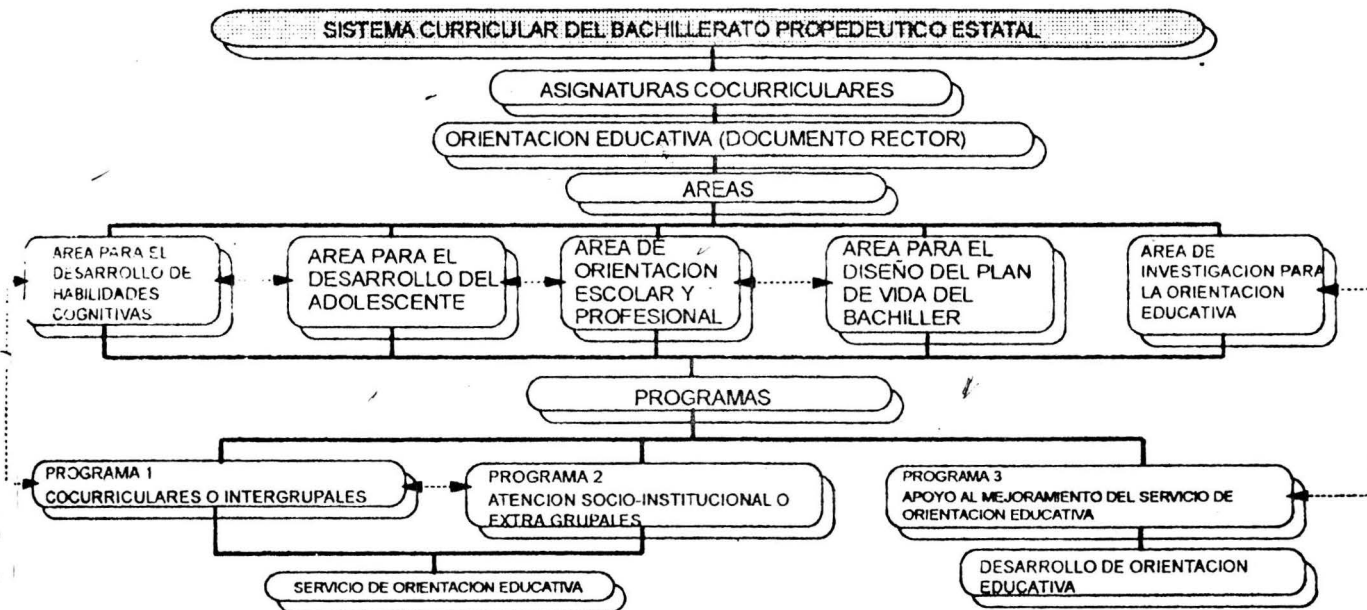 SISTEMA CURRICULAR DEL BACHILLERATO PROPEDEUTICO ESTATAL
ASIGNATURAS COCURRICULARES
ORIENTACION EDUCATIVA (DOCUMENTO RECTOR)
AREAS
AREA PARA EL
DESARROLLO DE
HABILIDADES
COGNITIVAS
AREA PARA EL
DESARROLLO DEL
ADOLESCENTE
AREA DE
ORIENTACION
ESCOLAR Y
PROFESIONAL
AREA PARA EL
DISEÑO DEL PLAN
DE VIDA DEL
BACHILLER
AREA DE
INVESTIGACION PARA
LA ORIENTACION
EDUCATIVA
PROGRAMAS
PROGRAMA 1
COCURRICULARES O INTERGRUPALES
PROGRAMA 2
ATENCION SOCIO-INSTITUCIONAL O
EXTRA GRUPALES
PROGRAMA 3
APOYO AL MEJORAMIENTO DEL SERVICIO DE
ORIENTACION EDUCATIVA
SERVICIO DE ORIENTACION EDUCATIVA
DESARROLLO DE ORIENTACION
EDUCATIVA